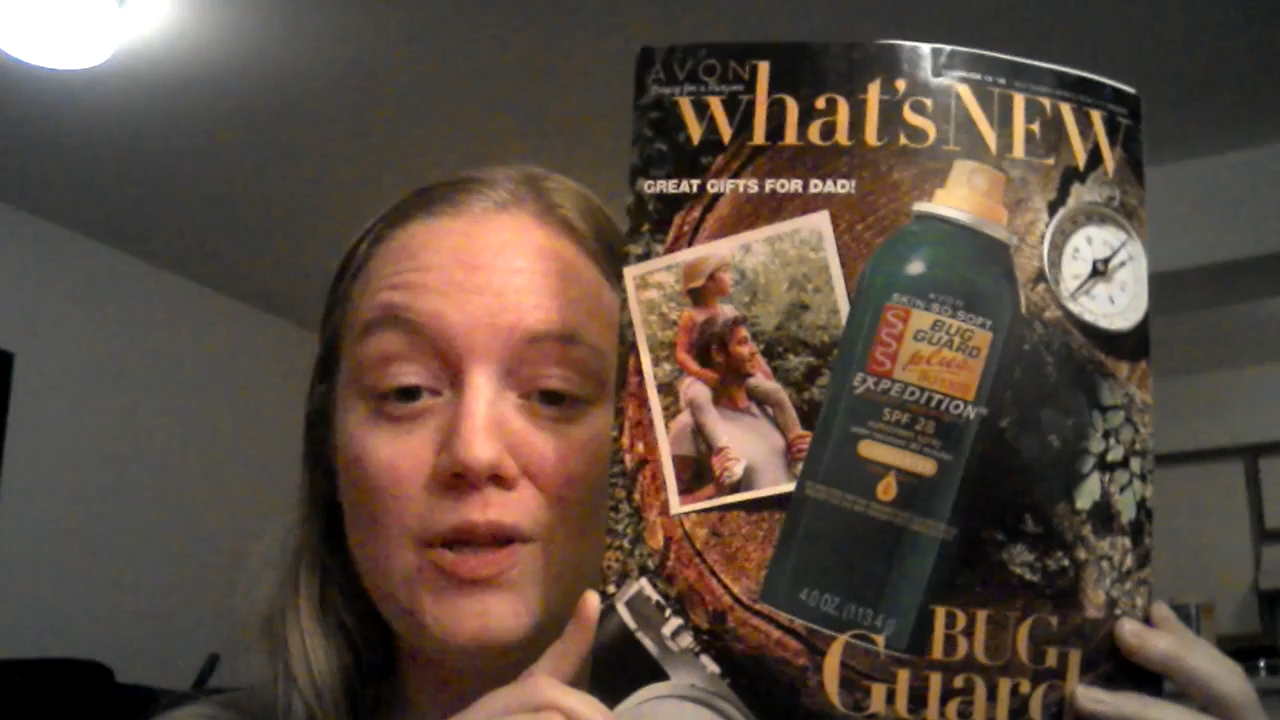 AVON
what's NEW
GREAT GIFTS FOR DAD!
AVON
SKIN-SO-SOFT
SSS
BUG
GUARD
plus
EXPEDITION™
SPF 28
4.0 OZ. (113.4 g)
BUG
Guard